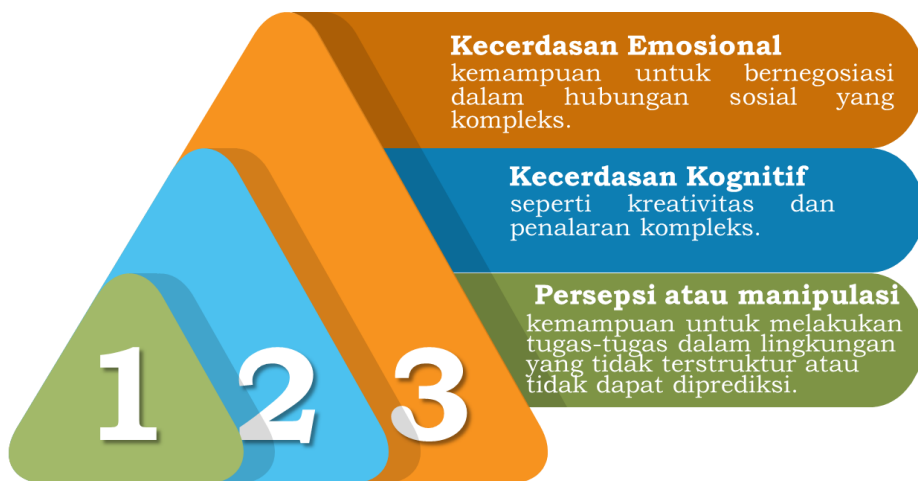 Kecerdasan Emosional
kemampuan untuk bernegosiasi
dalam hubungan sosial yang
kompleks.
Kecerdasan Kognitif
seperti kreativitas dan
penalaran kompleks.
Persepsi atau manipulasi
kemampuan untuk melakukan
tugas-tugas dalam lingkungan
yang tidak terstruktur atau
tidak dapat diprediksi.
1 2 3